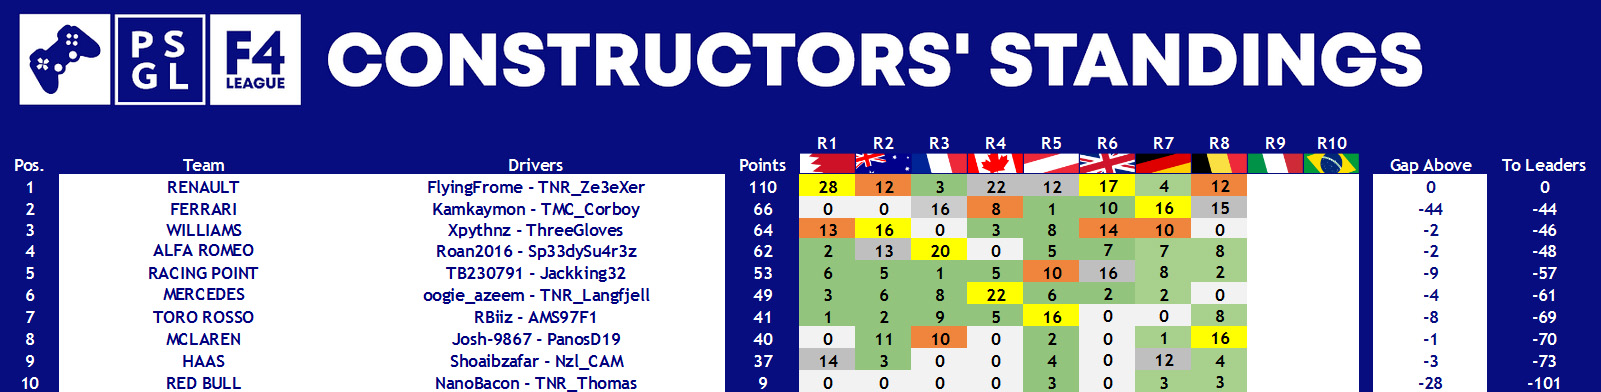 P S G L F4 LEAGUE CONSTRUCTORS' STANDINGS
R1 R2 R3 R4 R5 R6 R7 R8 R9 R10
Pos. Team Drivers Points Gap Above To Leaders
1 RENAULT FlyingFrome - TNR_Ze3eXer 110 28 12 3 22 12 17 4 12 0 0
2 FERRARI Kamkaymon - TMC_Corboy 66 0 0 16 8 1 10 16 15 -44 -44
3 WILLIAMS Xpythnz - ThreeGloves 64 13 16 0 3 8 14 10 0 -2 -46
4 ALFA ROMEO Roan2016 - Sp33dySu4r3z 62 2 13 20 0 5 7 7 8 -2 -48
5 RACING POINT TB230791 - Jackking32 53 6 5 1 5 10 16 8 2 -9 -57
6 MERCEDES oogie_azeem - TNR_Langfjell 49 3 6 8 22 6 2 2 0 -4 -61
7 TORO ROSSO RBiiz - AMS97F1 41 1 2 9 5 16 0 0 8 -8 -69
8 MCLAREN Josh-9867 - PanosD19 40 0 11 10 0 2 0 1 16 -1 -70
9 HAAS Shoaibzafar - Nzl_CAM 37 14 3 0 0 4 0 12 4 -3 -73
10 RED BULL NanoBacon - TNR_Thomas 9 0 0 0 0 3 0 3 3 -28 -101